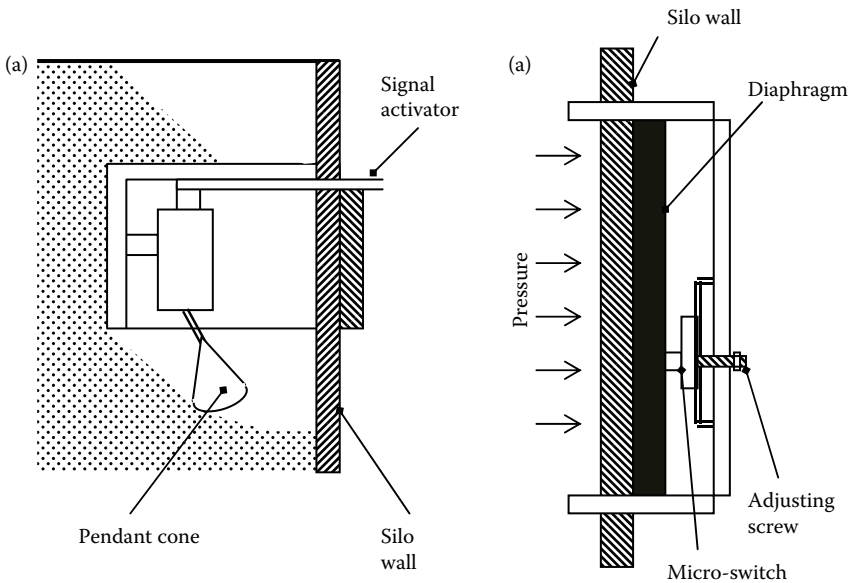 (a)
Signal
activator
Pendant cone
Silo
wall
(a)
Silo wall
Diaphragm
Pressure
Adjusting
screw
Micro-switch